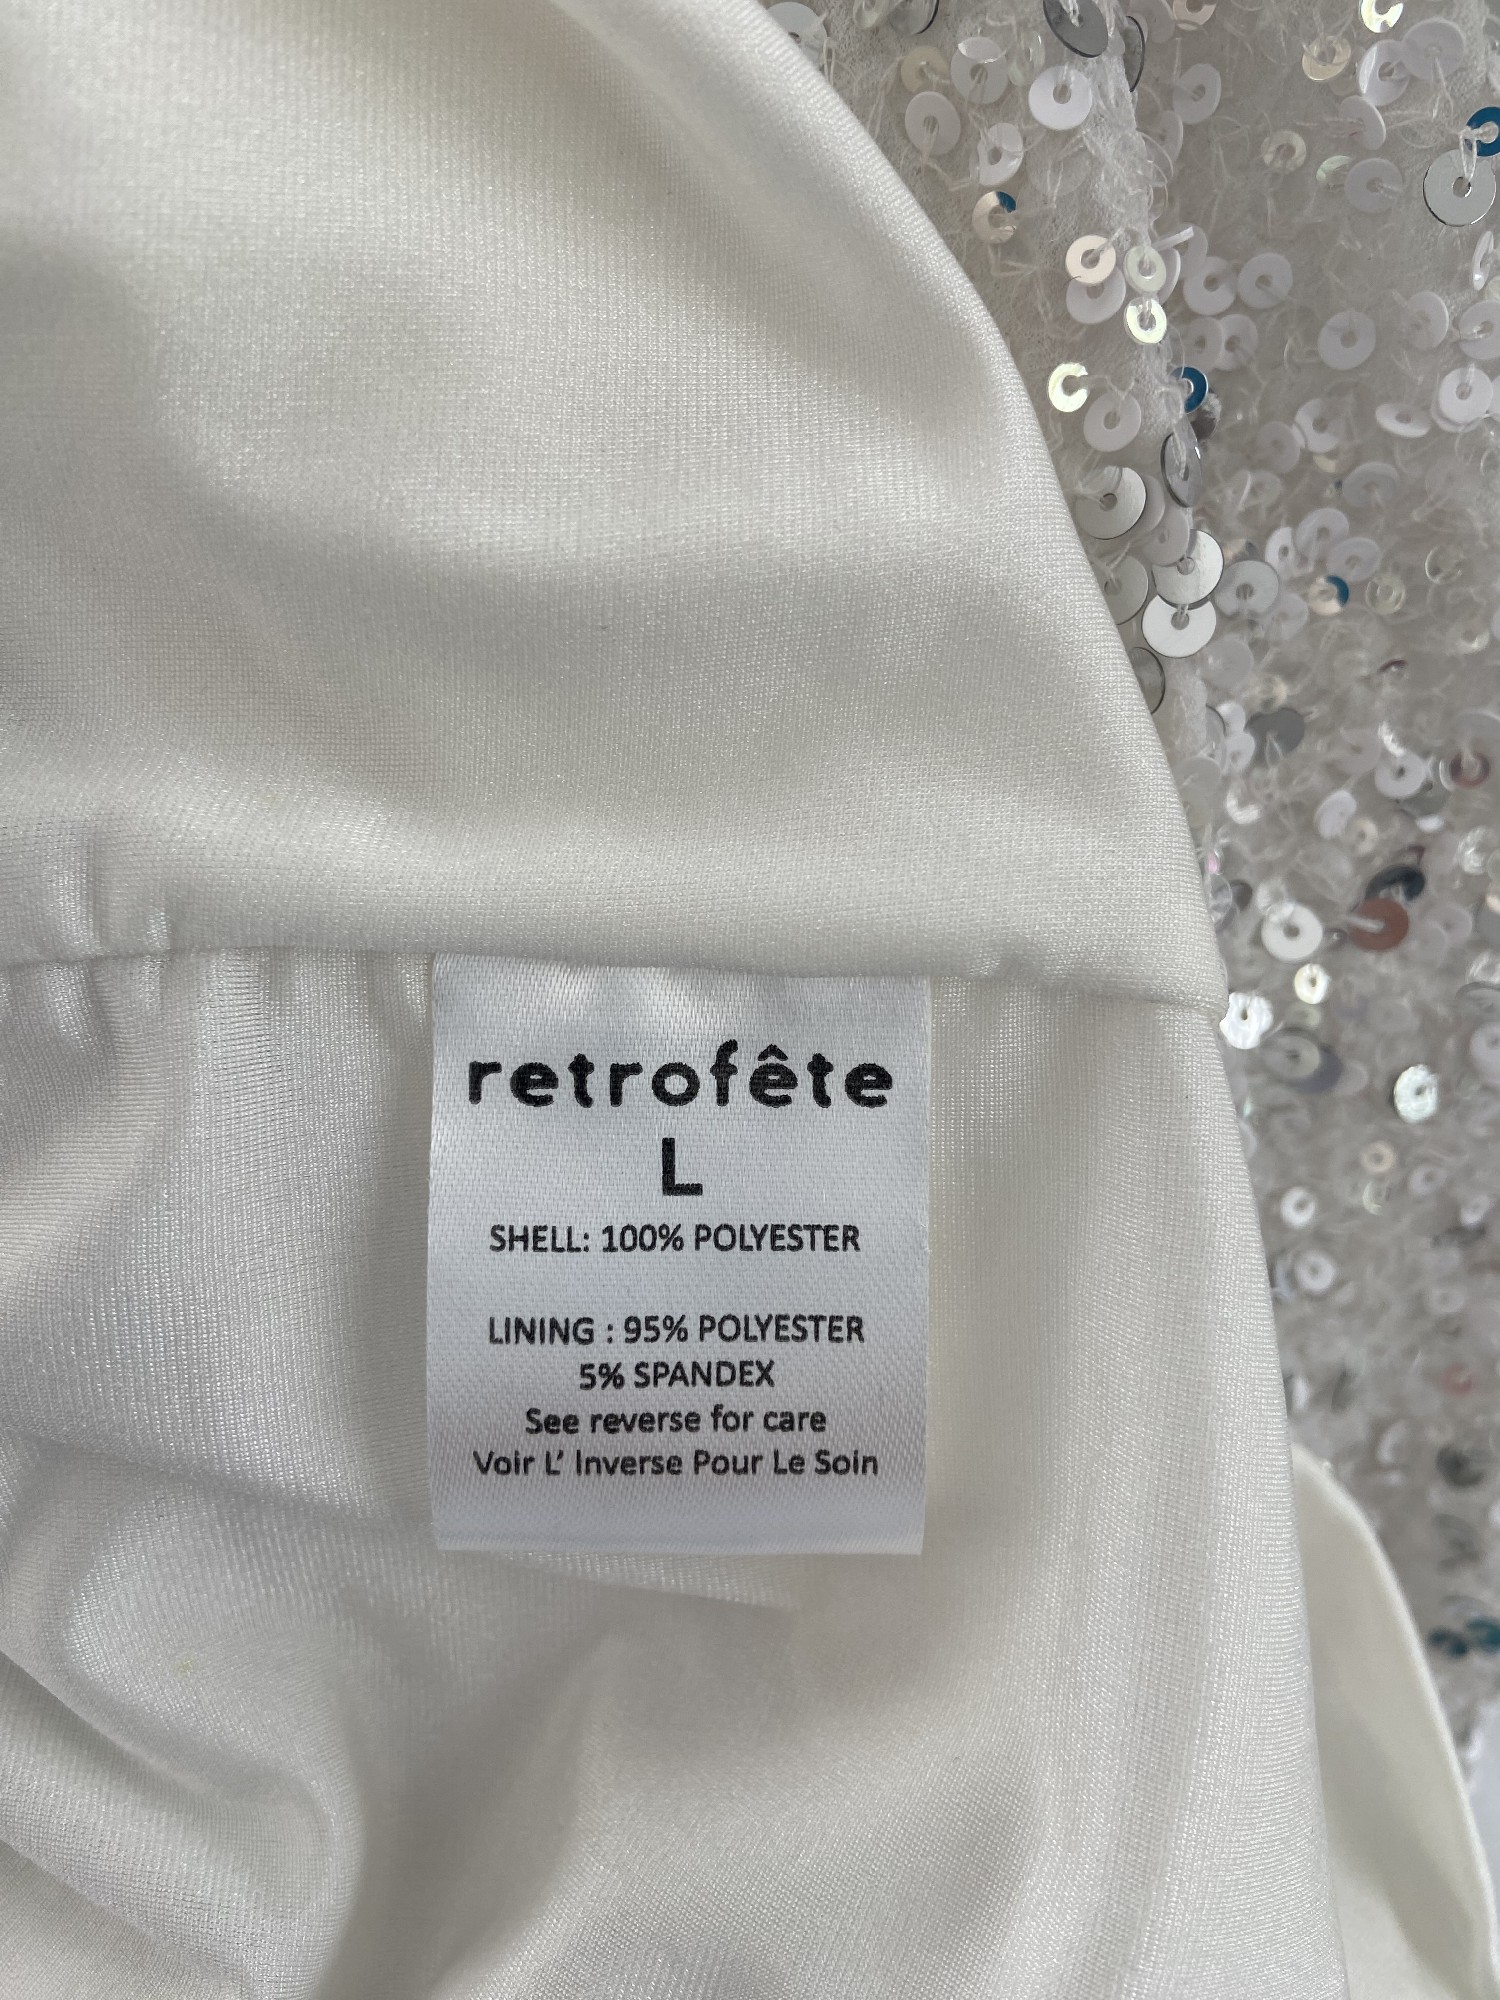 retrofête
L
SHELL: 100% POLYESTER
LINING : 95% POLYESTER
5% SPANDEX
See reverse for care
Voir L’ Inverse Pour Le Soin